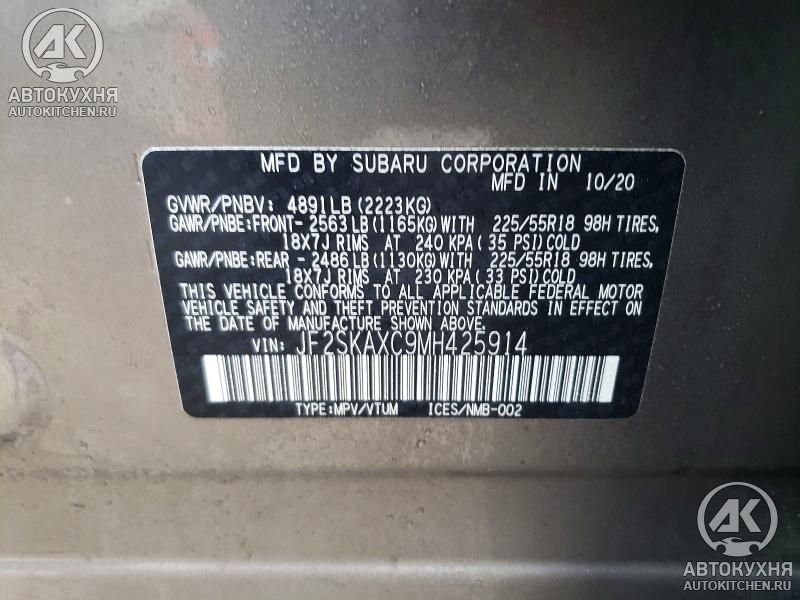 АК
АВТОКУХНЯ
AUTOKITCHEN.RU
MFD BY SUBARU CORPORATION
MFD IN 10/20
GVWR/PNBV: 4891LB (2223KG)
GAWR/PNBE:FRONT- 2563LB (1165KG) WITH 225/55R18 98H TIRES,
18X7J RIMS AT 240 KPA ( 35 PSI) COLD
GAWR/PNBE:REAR - 2486LB (1130KG) WITH 225/55R18 98H TIRES,
18X7J RIMS AT 230 KPA ( 33 PSI) COLD
THIS VEHICLE CONFORMS TO ALL APPLICABLE FEDERAL MOTOR
VEHICLE SAFETY AND THEFT PREVENTION STANDARDS IN EFFECT
ON THE DATE OF MANUFACTURE SHOWN ABOVE.
VIN: JF2SKAXC9MH425914
TYPE:MPV/VTUM ICES/NMB-002
АК
АВТОКУХНЯ
AUTOKITCHEN.RU